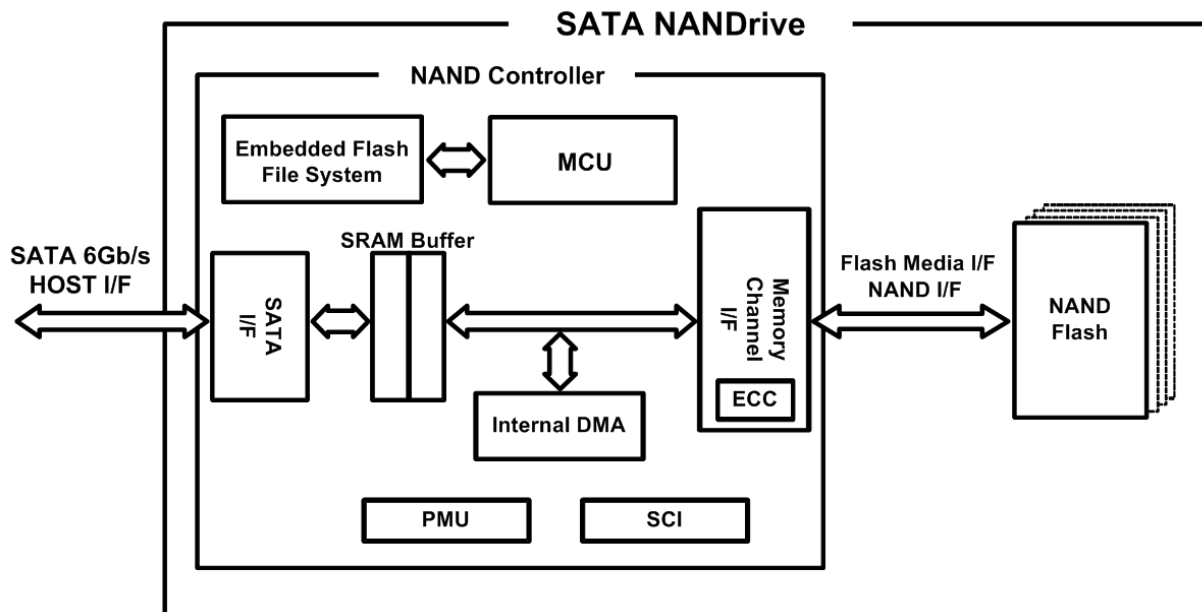 SATA NANDrive
NAND Controller
Embedded Flash
File System
MCU
SRAM Buffer
SATA 6Gb/s
HOST I/F
SATA
I/F
Memory
Channel
I/F
ECC
Flash Media I/F
NAND I/F
NAND
Flash
Internal DMA
PMU
SCI